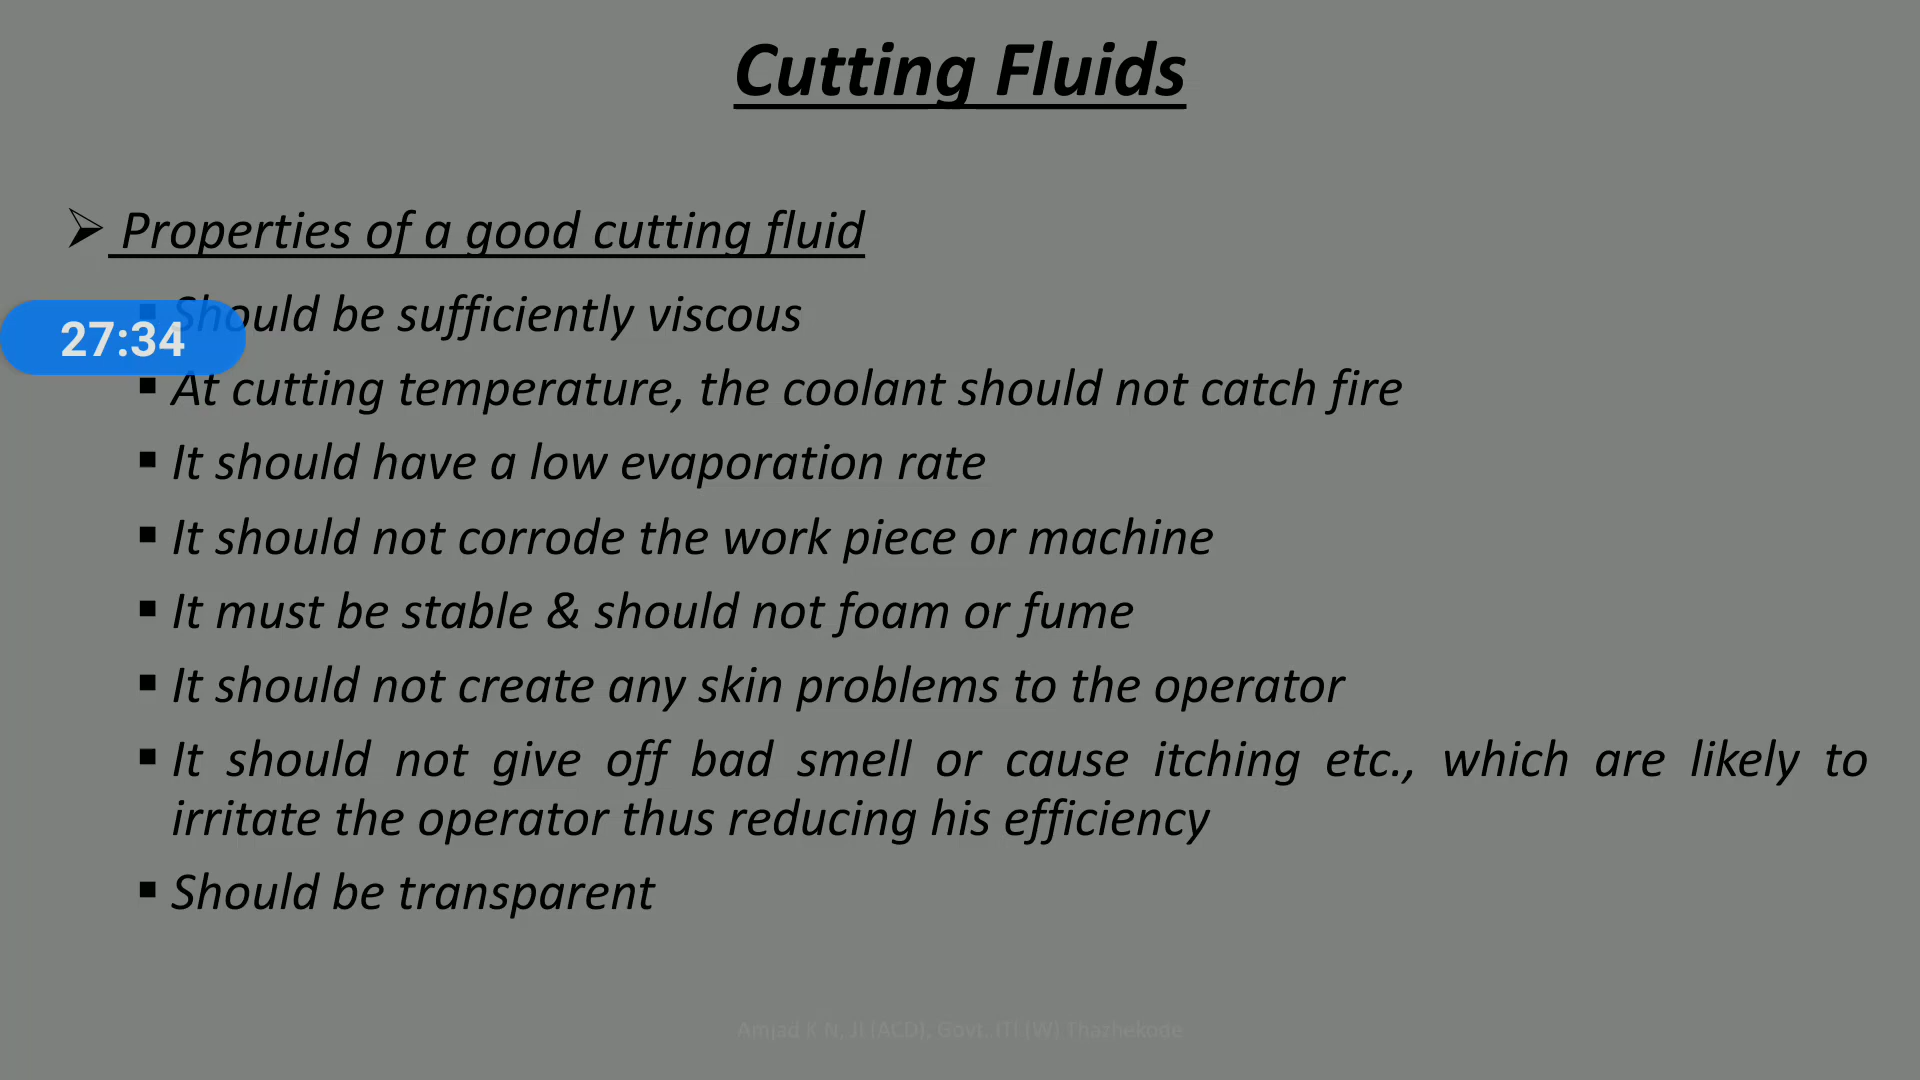 Cutting Fluids
Properties of a good cutting fluid
Should be sufficiently viscous
27:34
At cutting temperature, the coolant should not catch fire
It should have a low evaporation rate
It should not corrode the work piece or machine
It must be stable & should not foam or fume
It should not create any skin problems to the operator
It should not give off bad smell or cause itching etc., which are likely to
irritate the operator thus reducing his efficiency
Should be transparent
Amjad K N, JI (ACD), Govt. ITI (W) Thazhekode